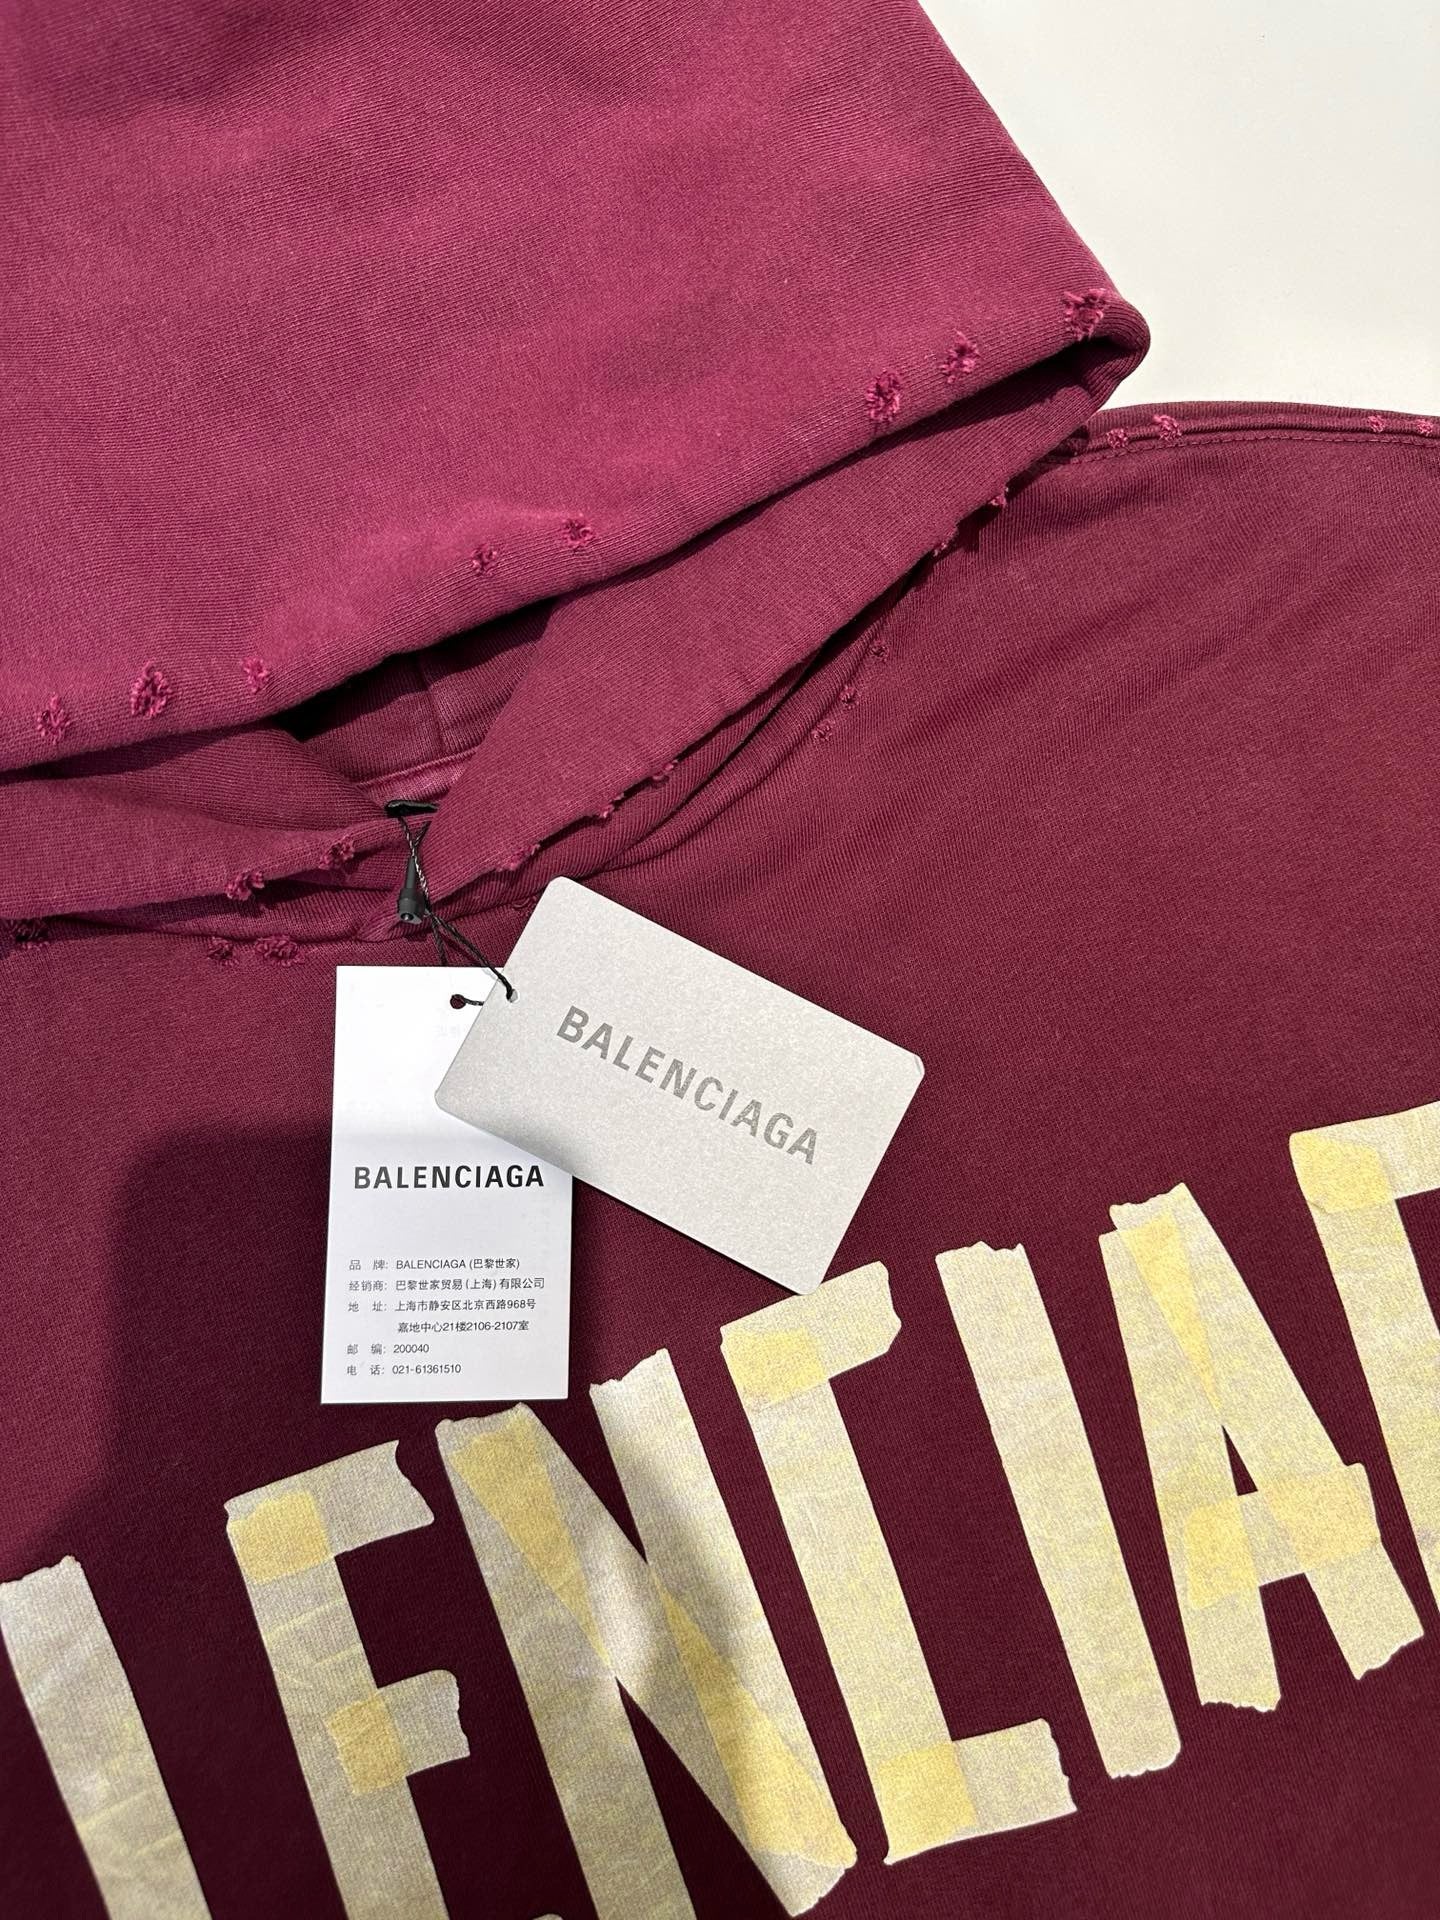 BALENCIAGA
BALENCIAGA
品 牌: BALENCIAGA (巴黎世家)
经销商: 巴黎世家贸易(上海)有限公司
地 址: 上海市静安区北京西路968号
嘉地中心21楼2106-2107室
邮 编: 200040
电 话: 021-61361510
LENCIA